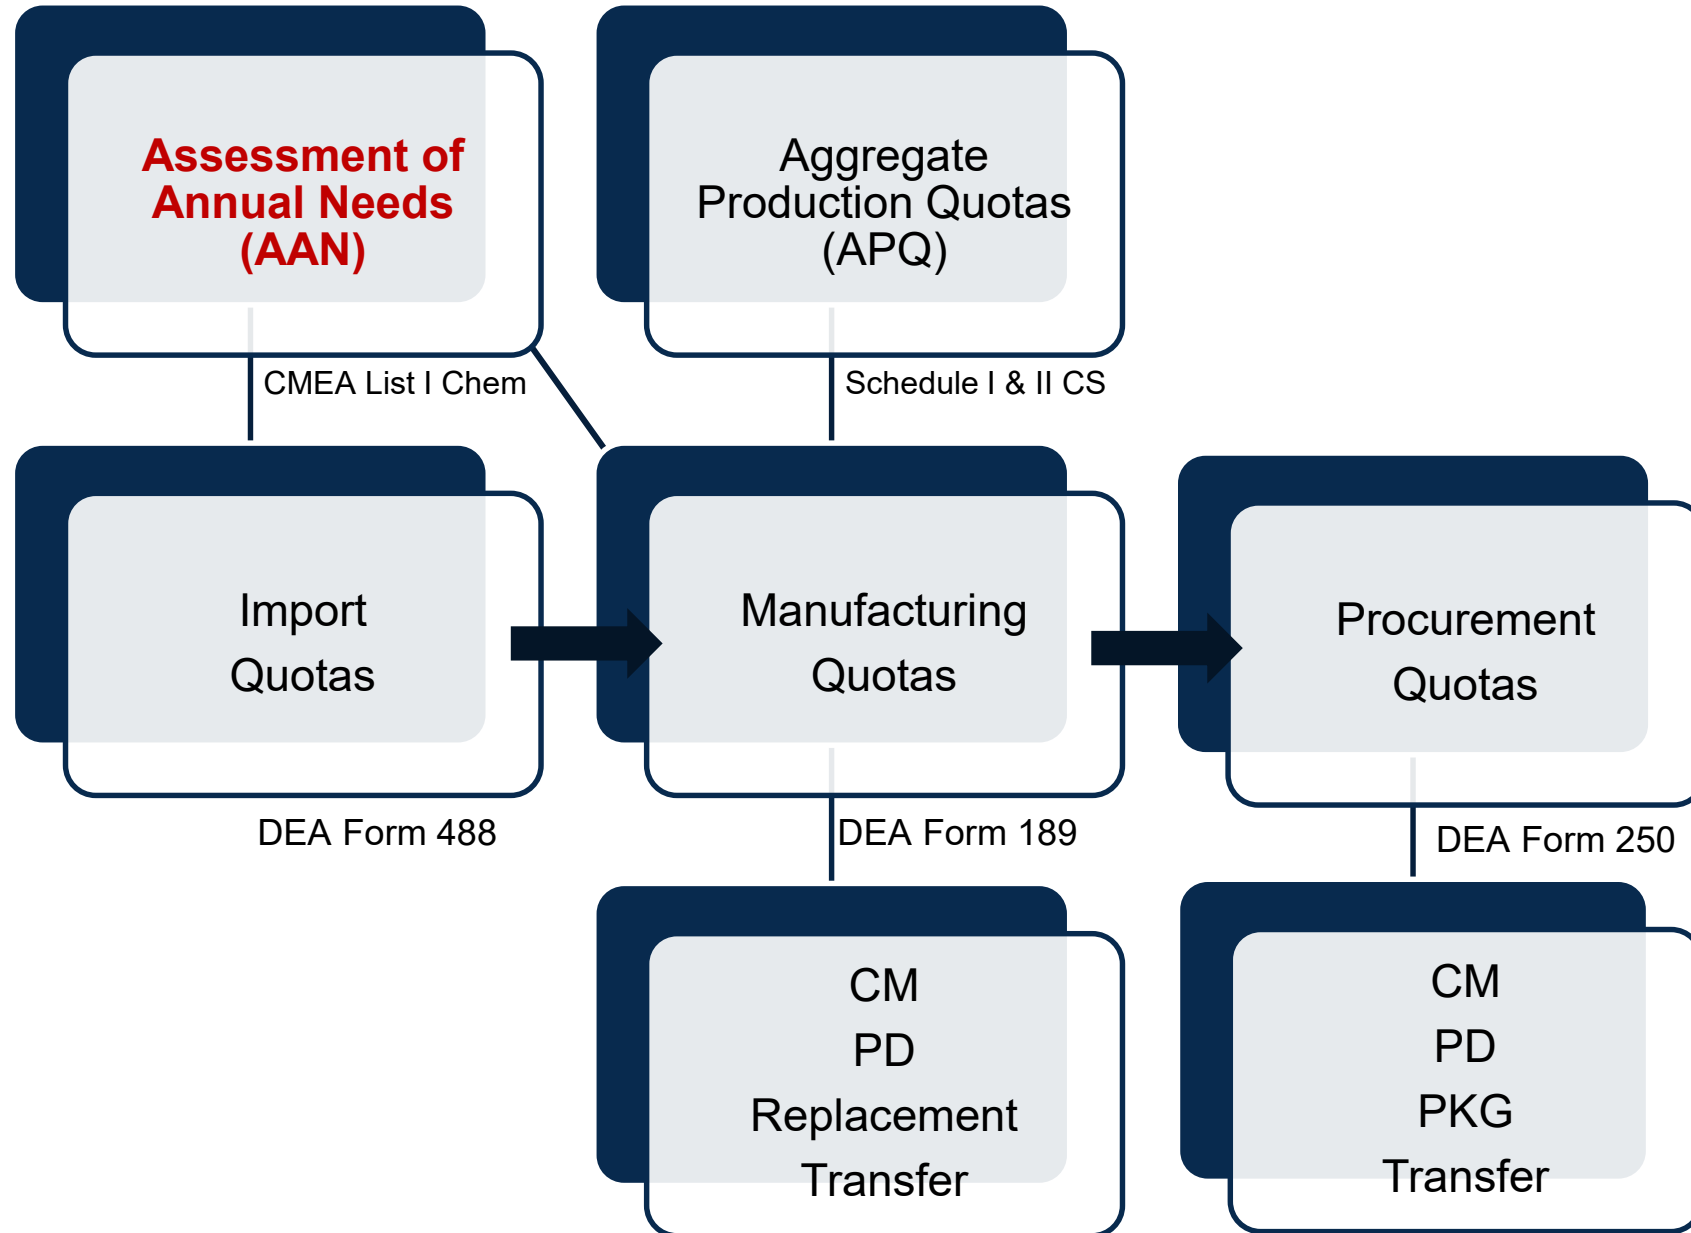 Assessment of
Annual Needs
(AAN)
Aggregate
Production Quotas
(APQ)
CMEA List I Chem
Schedule I & II CS
Import
Quotas
Manufacturing
Quotas
Procurement
Quotas
DEA Form 488
DEA Form 189
DEA Form 250
CM
PD
Replacement
Transfer
CM
PD
PKG
Transfer